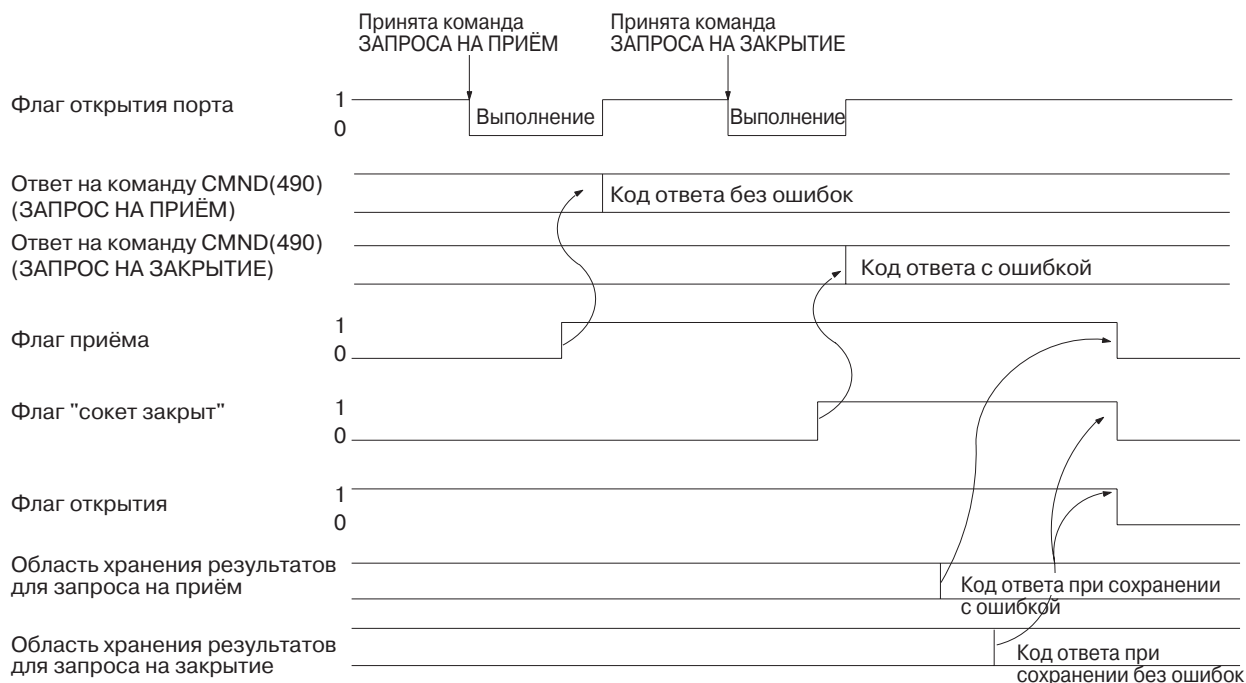 Принята команда
ЗАПРОСА НА ПРИЁМ
Принята команда
ЗАПРОСА НА ЗАКРЫТИЕ
Флаг открытия порта
1
0
Выполнение
Выполнение
Ответ на команду CMND(490)
(ЗАПРОС НА ПРИЁМ)
Код ответа без ошибок
Ответ на команду CMND(490)
(ЗАПРОС НА ЗАКРЫТИЕ)
Код ответа с ошибкой
Флаг приёма
1
0
Флаг "сокет закрыт"
1
0
Флаг открытия
1
0
Область хранения результатов
для запроса на приём
Код ответа при сохранении
с ошибкой
Область хранения результатов
для запроса на закрытие
Код ответа при
сохранении без ошибок